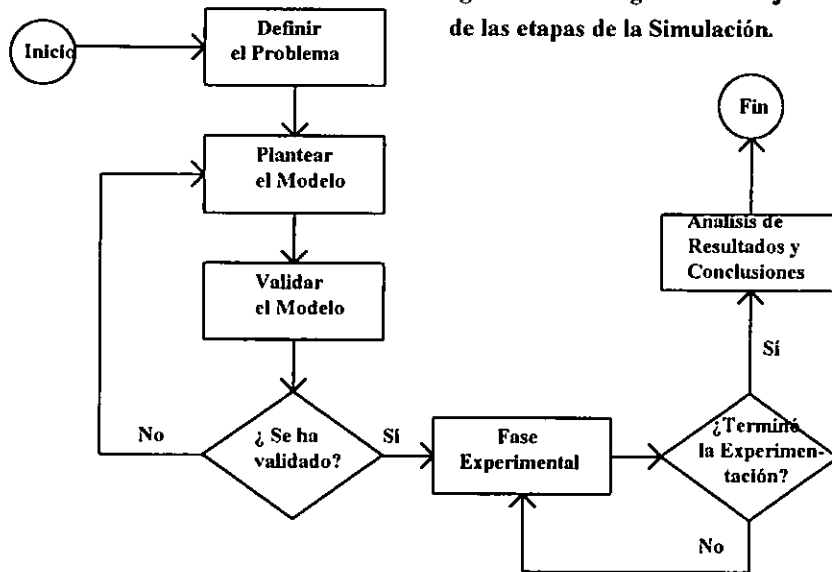 de las etapas de la Simulación.
Inicio
Definir
el Problema
Plantear
el Modelo
Validar
el Modelo
¿ Se ha
validado?
No
Sí
Fase
Experimental
¿Terminó
la Experimen-
tación?
No
Sí
Análisis de
Resultados y
Conclusiones
Fin